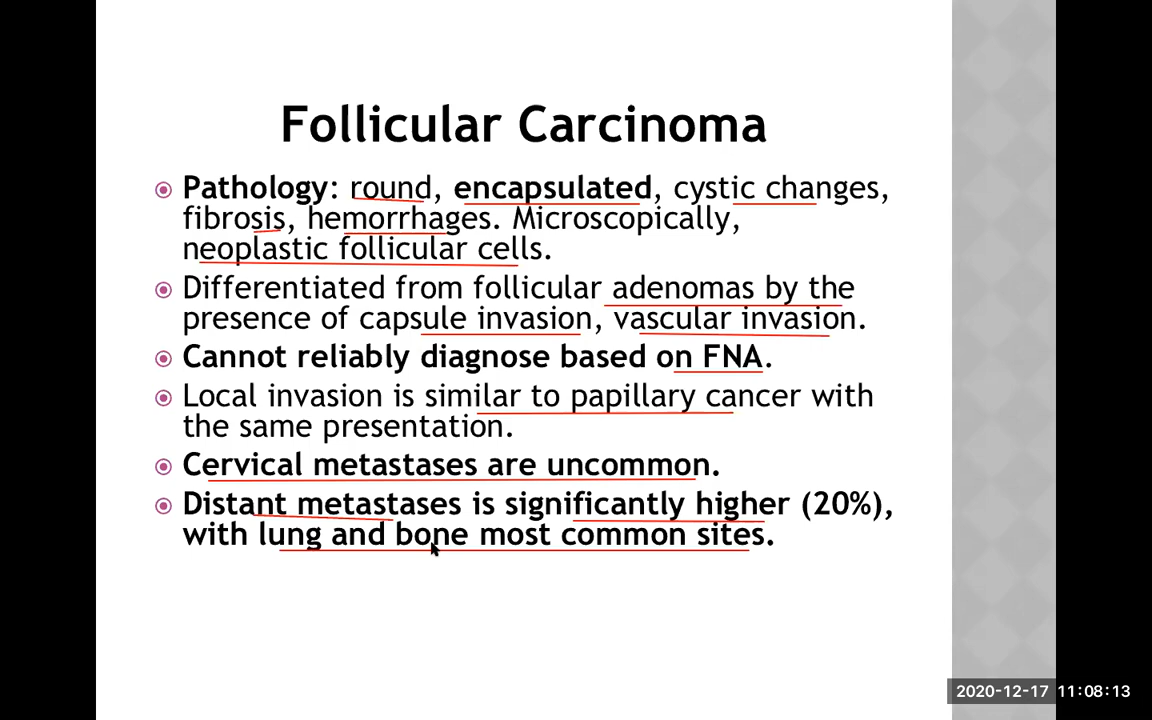 Follicular Carcinoma
Pathology: round, encapsulated, cystic changes,
fibrosis, hemorrhages. Microscopically,
neoplastic follicular cells.
Differentiated from follicular adenomas by the
presence of capsule invasion, vascular invasion.
Cannot reliably diagnose based on FNA.
Local invasion is similar to papillary cancer with
the same presentation.
Cervical metastases are uncommon.
Distant metastases is significantly higher (20%),
with lung and bone most common sites.
2020-12-17 11:08:13